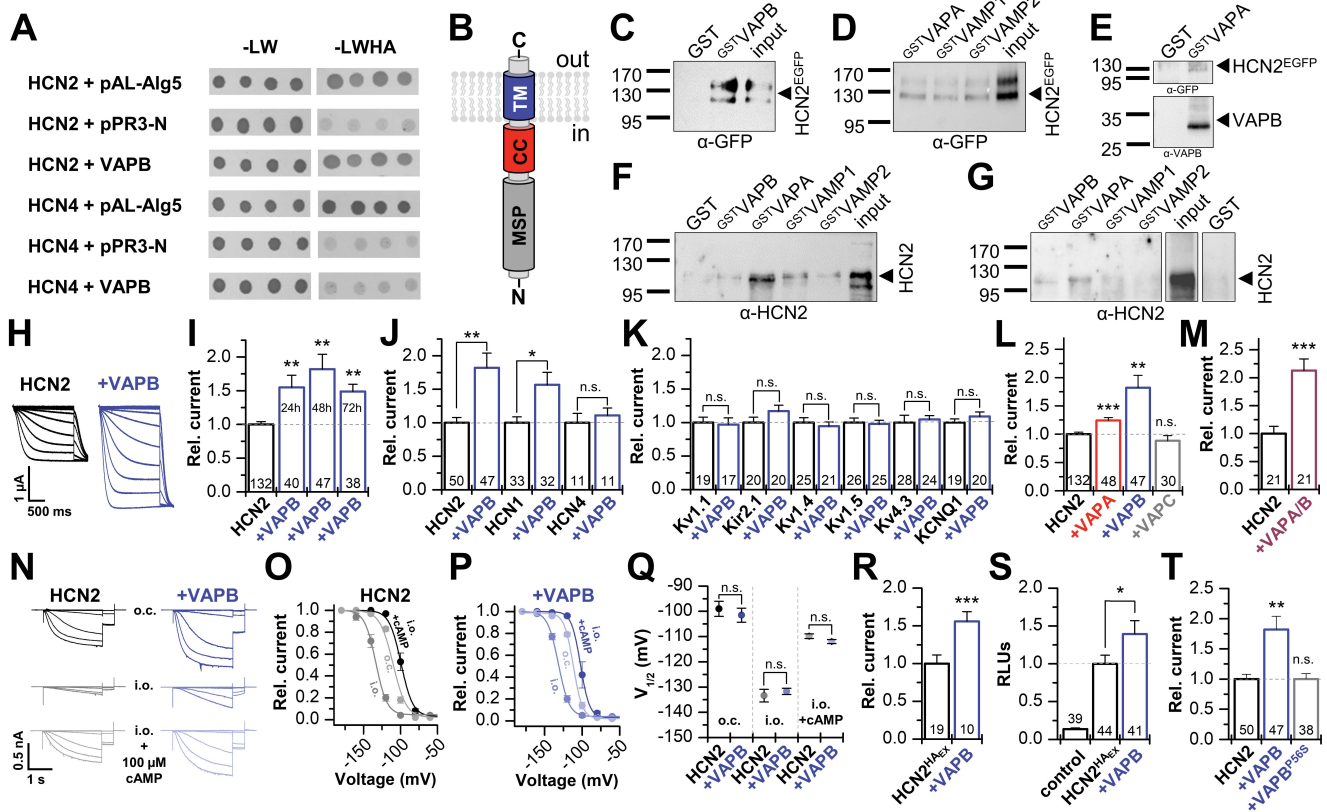 A
-LW
-LWHA
HCN2 + pAL-Alg5
HCN2 + pPR3-N
HCN2 + VAPB
HCN4 + pAL-Alg5
HCN4 + pPR3-N
HCN4 + VAPB
B
C
out
TM
in
CC
MSP
N
C
GST
GSTVAPB
input
170
130
95
HCN2EGFP
α-GFP
D
GSTVAPA
GSTVAMP1
GSTVAMP2
input
170
130
95
HCN2EGFP
α-GFP
E
GST
GSTVAPA
130
95
HCN2EGFP
α-GFP
35
25
VAPB
α-VAPB
F
GST
GSTVAPB
GSTVAPA
GSTVAMP1
GSTVAMP2
input
170
130
95
HCN2
α-HCN2
G
GSTVAPB
GSTVAPA
GSTVAMP1
GSTVAMP2
input
GST
170
130
95
HCN2
α-HCN2
H
HCN2
+VAPB
1 µA
500 ms
I
Rel. current
2.0
1.5
1.0
0.5
0.0
**
**
**
24h
48h
72h
132
40
47
38
HCN2
+VAPB
+VAPB
+VAPB
J
Rel. current
2.0
1.5
1.0
0.5
0.0
**
*
n.s.
50
47
33
32
11
11
HCN2
+VAPB
HCN1
+VAPB
HCN4
+VAPB
K
Rel. current
2.0
1.5
1.0
0.5
0.0
n.s.
n.s.
n.s.
n.s.
n.s.
n.s.
19
17
20
20
25
21
26
25
28
24
19
20
Kv1.1
+VAPB
Kir2.1
+VAPB
Kv1.4
+VAPB
Kv1.5
+VAPB
Kv4.3
+VAPB
KCNQ1
+VAPB
L
Rel. current
2.5
2.0
1.5
1.0
0.5
0.0
***
**
n.s.
132
48
47
30
HCN2
+VAPA
+VAPB
+VAPC
M
Rel. current
2.5
2.0
1.5
1.0
0.5
0.0
***
21
21
HCN2
+VAPA/B
N
HCN2
+VAPB
o.c.
i.o.
i.o.
+
100 µM
cAMP
0.5 nA
1 s
O
HCN2
Rel. current
1.0
0.8
0.6
0.4
0.2
0.0
i.o.
o.c.
i.o.
+cAMP
-150
-100
-50
Voltage (mV)
P
+VAPB
Rel. current
1.0
0.8
0.6
0.4
0.2
0.0
i.o.
o.c.
i.o.
+cAMP
-150
-100
-50
Voltage (mV)
Q
V1/2 (mV)
-90
-100
-110
-120
-130
-140
-150
n.s.
n.s.
n.s.
o.c.
i.o.
i.o.
+cAMP
HCN2
+VAPB
HCN2
+VAPB
HCN2
+VAPB
R
Rel. current
2.0
1.5
1.0
0.5
0.0
***
19
10
HCN2HAEX
+VAPB
S
RLUs
2.0
1.5
1.0
0.5
0.0
*
39
44
41
control
HCN2HAEX
+VAPB
T
Rel. current
2.5
2.0
1.5
1.0
0.5
0.0
**
n.s.
50
47
38
HCN2
+VAPB
+VAPBP56S